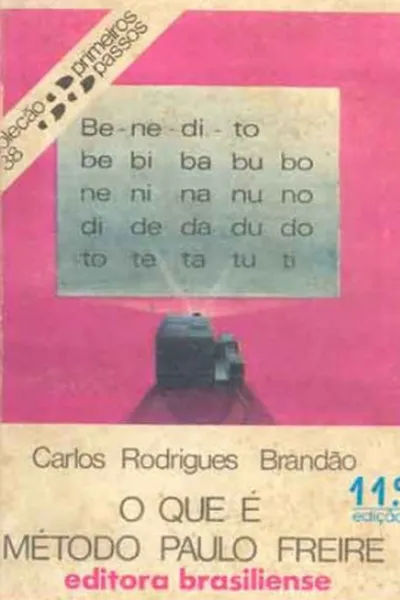 coleção primeiros
38 passos
Be-ne-di-to
be bi ba bu bo
ne ni na nu no
di de da du do
to te ta tu ti
Carlos Rodrigues Brandão
11.ª
edição
O QUE É
MÉTODO PAULO FREIRE
editora brasiliense